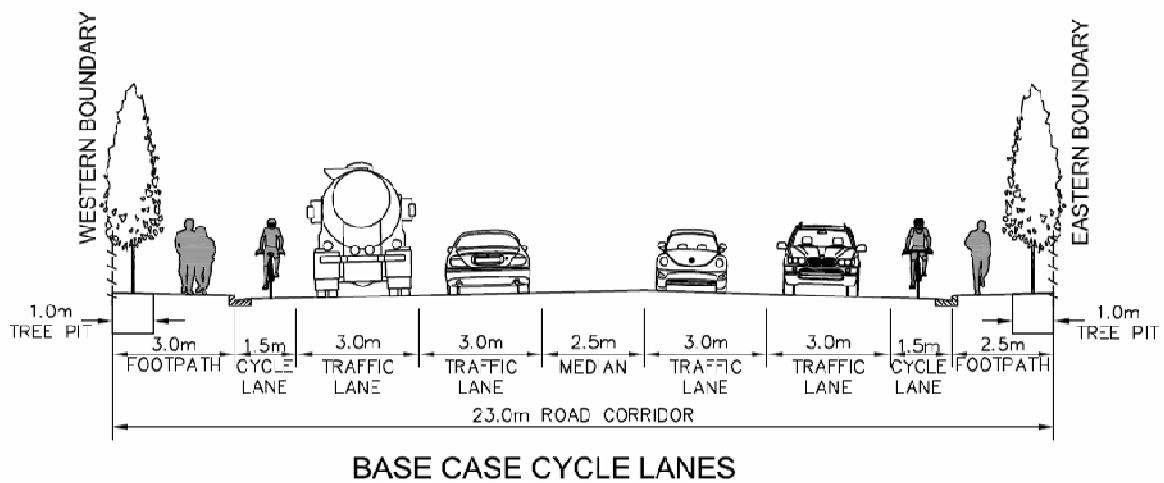 WESTERN BOUNDARY
EASTERN BOUNDARY
1.0m
TREE PIT
1.0m
TREE PIT
3.0m
FOOTPATH
1.5m
CYCLE
LANE
3.0m
TRAFFIC
LANE
3.0m
TRAFFIC
LANE
2.5m
MEDIAN
3.0m
TRAFFIC
LANE
3.0m
TRAFFIC
LANE
1.5m
CYCLE
LANE
2.5m
FOOTPATH
23.0m ROAD CORRIDOR
BASE CASE CYCLE LANES